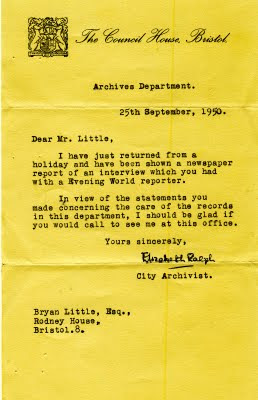 The Council House, Bristol.
Archives Department.
25th September, 1950.
Dear Mr. Little,
I have just returned from a
holiday and have been shown a newspaper
report of an interview which you had
with a Evening World reporter.
In view of the statements you
made concerning the care of the records
in this department, I should be glad if
you would call to see me at this office.
Yours sincerely,
Elizabeth Ralph
City Archivist.
Bryan Little, Esq.,
Rodney House,
Bristol.8.